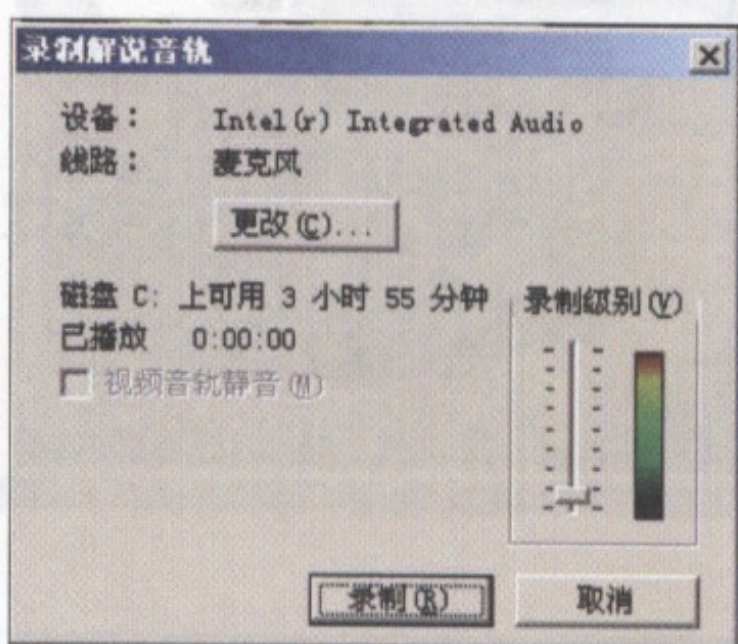 录制解说音轨
设备： Intel(r) Integrated Audio
线路： 麦克风
更改(C)...
磁盘 C: 上可用 3 小时 55 分钟
已播放 0:00:00
视频音轨静音(M)
录制级别(V)
录制(R)
取消